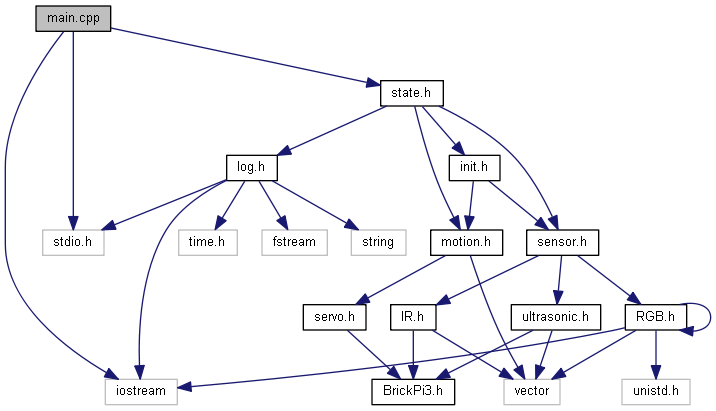 main.cpp
state.h
log.h
init.h
stdio.h
time.h
fstream
string
motion.h
sensor.h
servo.h
IR.h
ultrasonic.h
RGB.h
iostream
BrickPi3.h
vector
unistd.h